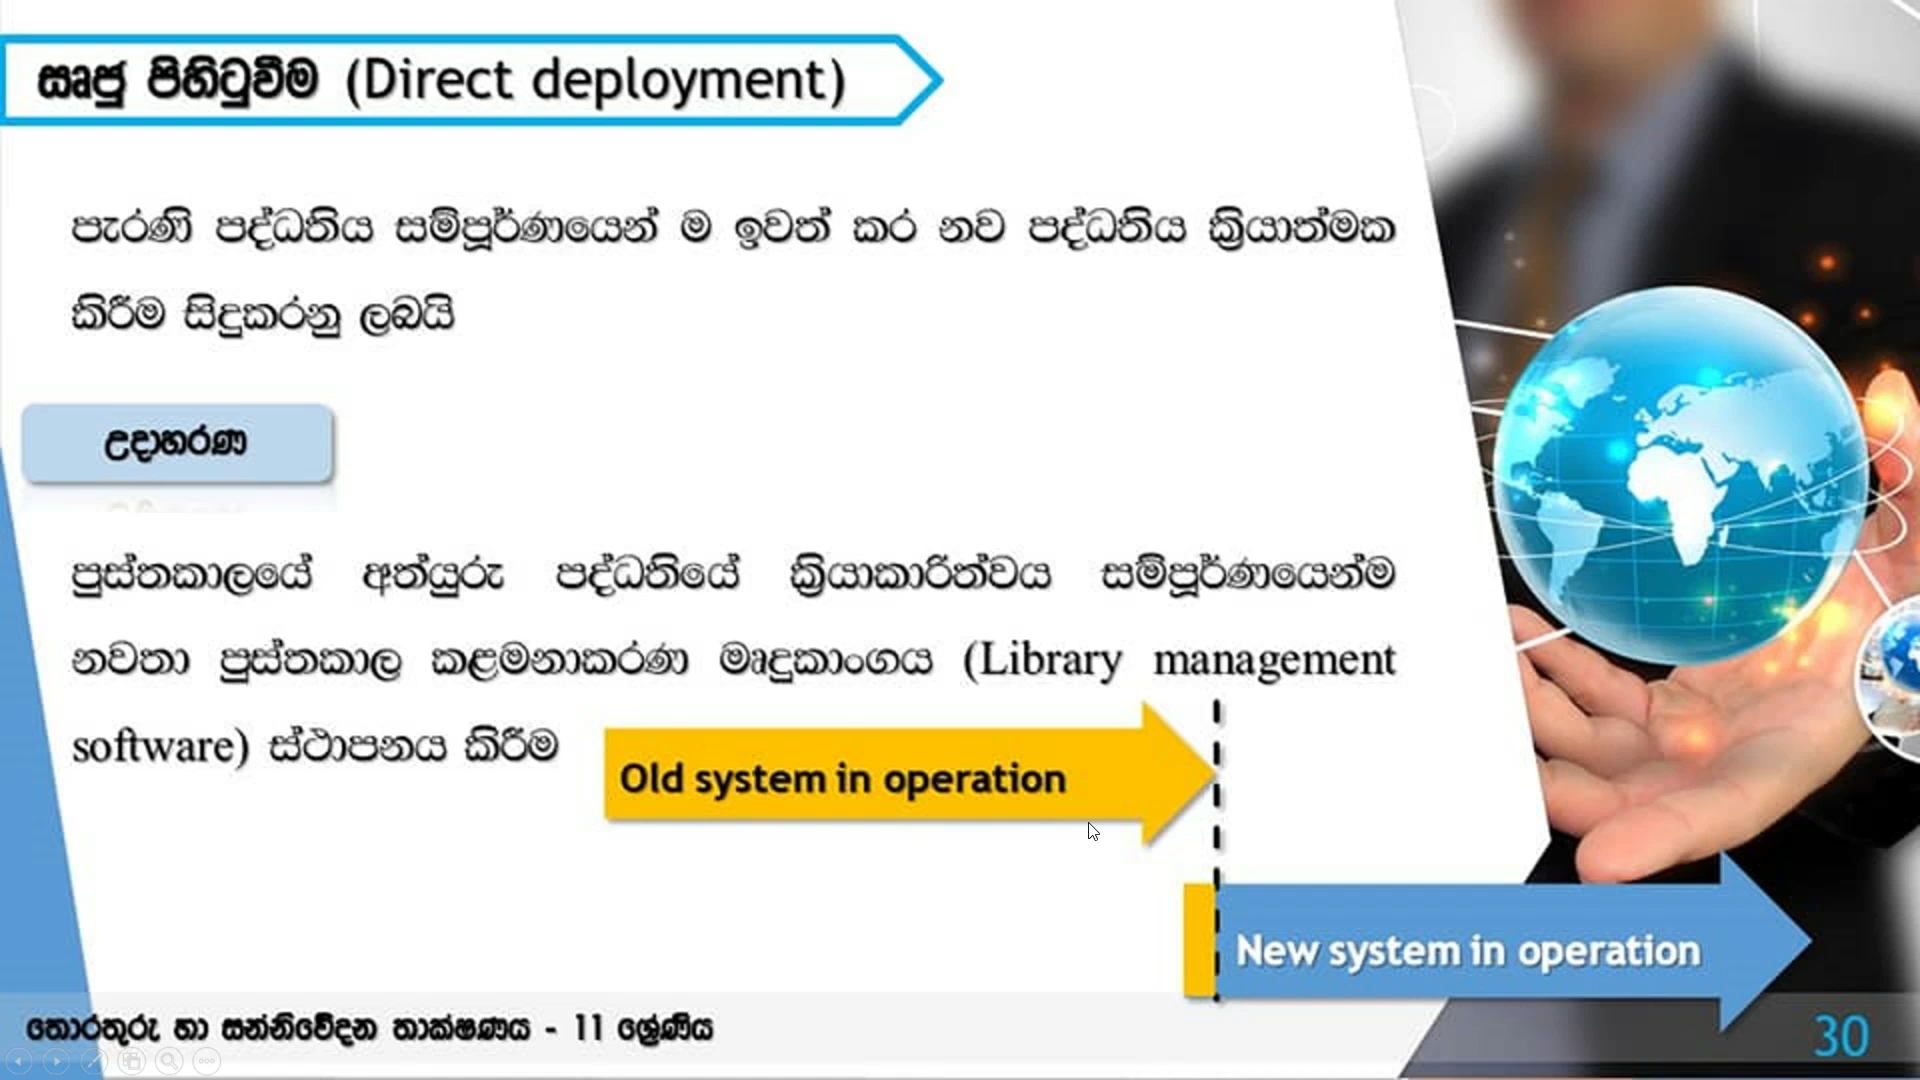 සෘජු පිහිටුවීම (Direct deployment)
පැරණි පද්ධතිය සම්පූර්ණයෙන් ම ඉවත් කර නව පද්ධතිය ක්‍රියාත්මක
කිරීම සිදුකරනු ලබයි
උදාහරණ
පුස්තකාලයේ අත්යුරු පද්ධතියේ ක්‍රියාකාරිත්වය සම්පූර්ණයෙන්ම
නවතා පුස්තකාල කළමනාකරණ මෘදුකාංගය (Library management
software) ස්ථාපනය කිරීම
Old system in operation
New system in operation
තොරතුරු හා සන්නිවේදන තාක්ෂණය - 11 ශ්‍රේණිය
30